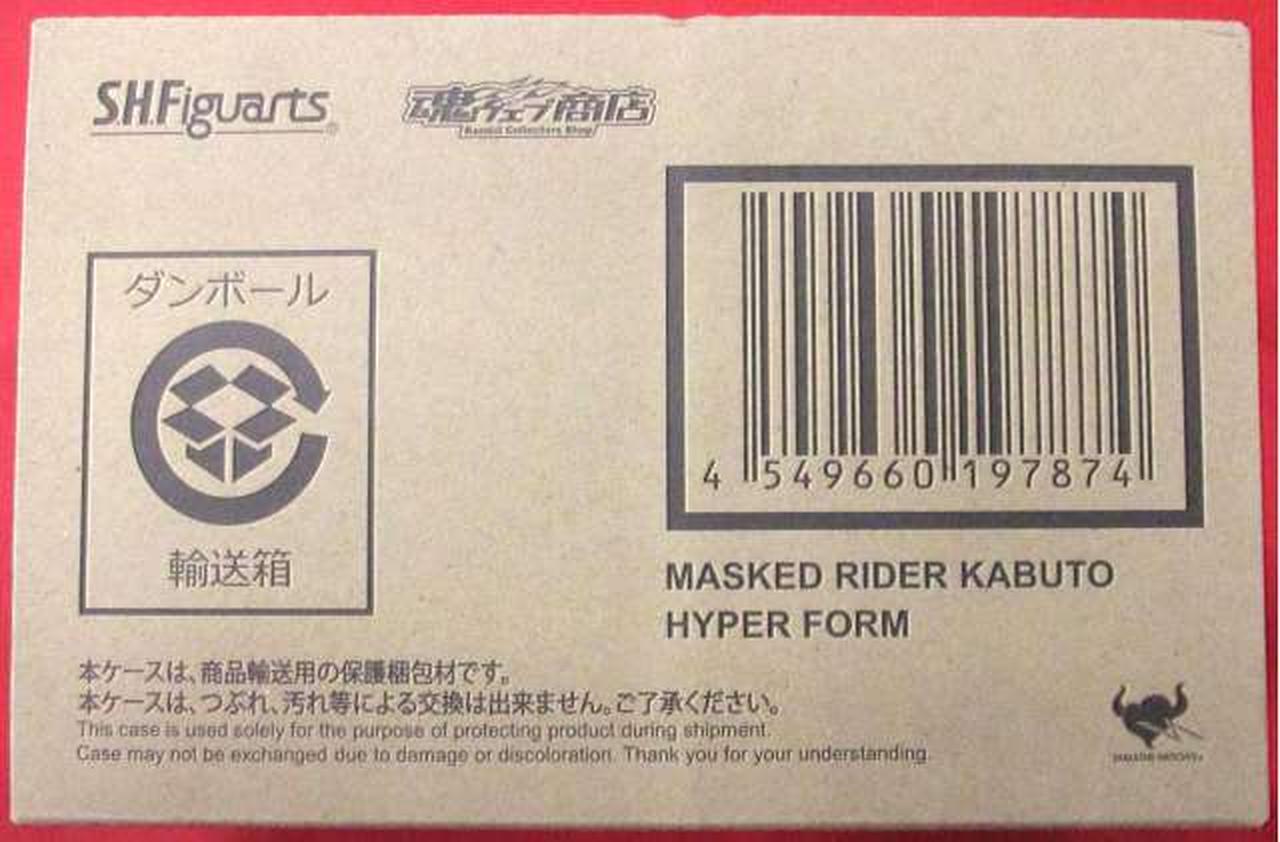 S.H.Figuarts
魂ウェブ商店
Bandai Collectors Shop
ダンボール
輸送箱
4 549660 197874
MASKED RIDER KABUTO
HYPER FORM
本ケースは、商品輸送用の保護梱包材です。
本ケースは、つぶれ、汚れ等による交換は出来ません。ご了承ください。
This case is used solely for the purpose of protecting product during shipment.
Case may not be exchanged due to damage or discoloration. Thank you for your understanding.
TAMASHII NATIONS